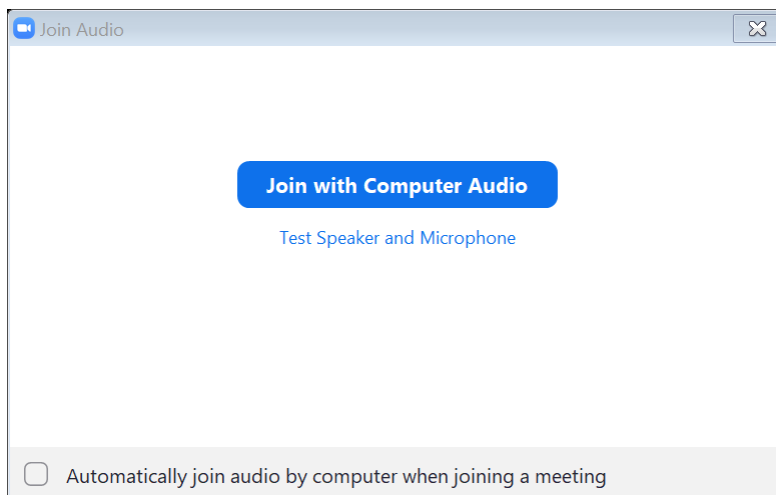 Join Audio
Join with Computer Audio
Test Speaker and Microphone
Automatically join audio by computer when joining a meeting